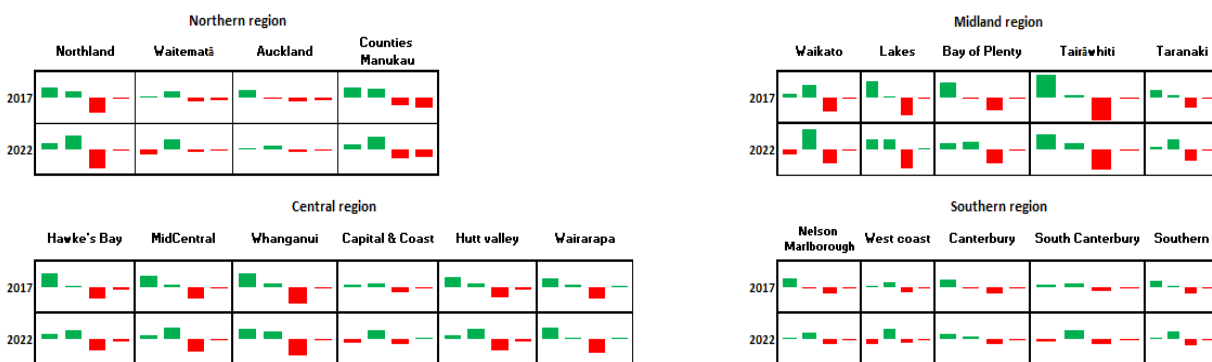 Northern region
Northland Waitematā Auckland Counties
Manukau
2017
2022
Midland region
Waikato Lakes Bay of Plenty Tairāwhiti Taranaki
2017
2022
Central region
Hawke's Bay MidCentral Whanganui Capital & Coast Hutt valley Wairarapa
2017
2022
Southern region
Nelson
Marlborough West coast Canterbury South Canterbury Southern
2017
2022